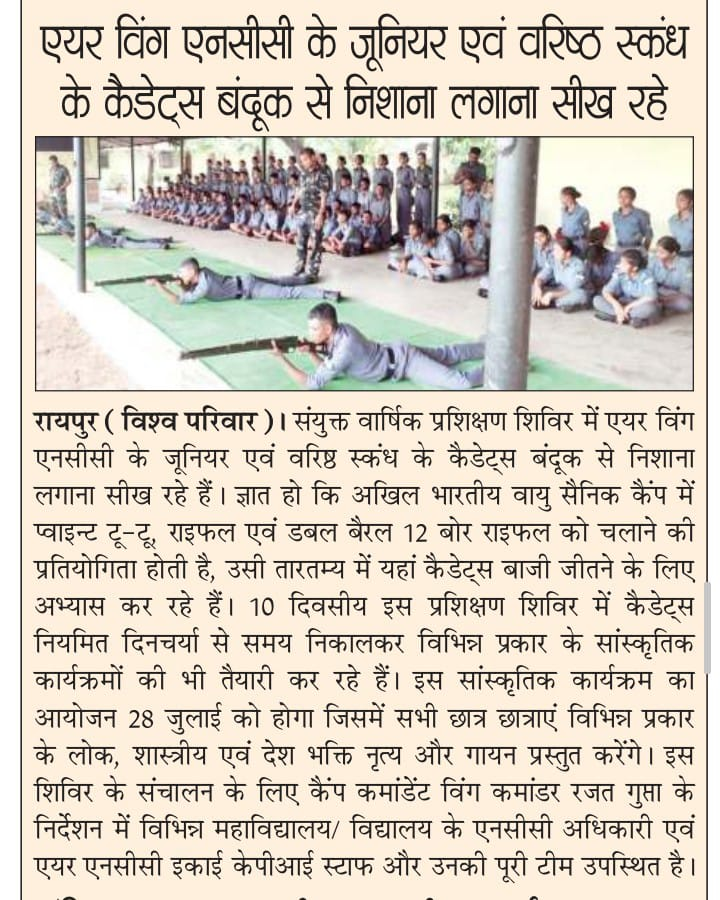 एयर विंग एनसीसी के जूनियर एवं वरिष्ठ स्कंध
के कैडेट्स बंदूक से निशाना लगाना सीख रहे
रायपुर ( विश्व परिवार )। संयुक्त वार्षिक प्रशिक्षण शिविर में एयर विंग
एनसीसी के जूनियर एवं वरिष्ठ स्कंध के कैडेट्स बंदूक से निशाना
लगाना सीख रहे हैं। ज्ञात हो कि अखिल भारतीय वायु सैनिक कैंप में
प्वाइन्ट टू-टू, राइफल एवं डबल बैरल 12 बोर राइफल को चलाने की
प्रतियोगिता होती है, उसी तारतम्य में यहां कैडेट्स बाजी जीतने के लिए
अभ्यास कर रहे हैं। 10 दिवसीय इस प्रशिक्षण शिविर में कैडेट्स
नियमित दिनचर्या से समय निकालकर विभिन्न प्रकार के सांस्कृतिक
कार्यक्रमों की भी तैयारी कर रहे हैं। इस सांस्कृतिक कार्यक्रम का
आयोजन 28 जुलाई को होगा जिसमें सभी छात्र छात्राएं विभिन्न प्रकार
के लोक, शास्त्रीय एवं देश भक्ति नृत्य और गायन प्रस्तुत करेंगे। इस
शिविर के संचालन के लिए कैंप कमांडेंट विंग कमांडर रजत गुप्ता के
निर्देशन में विभिन्न महाविद्यालय/ विद्यालय के एनसीसी अधिकारी एवं
एयर एनसीसी इकाई केपीआई स्टाफ और उनकी पूरी टीम उपस्थित है।